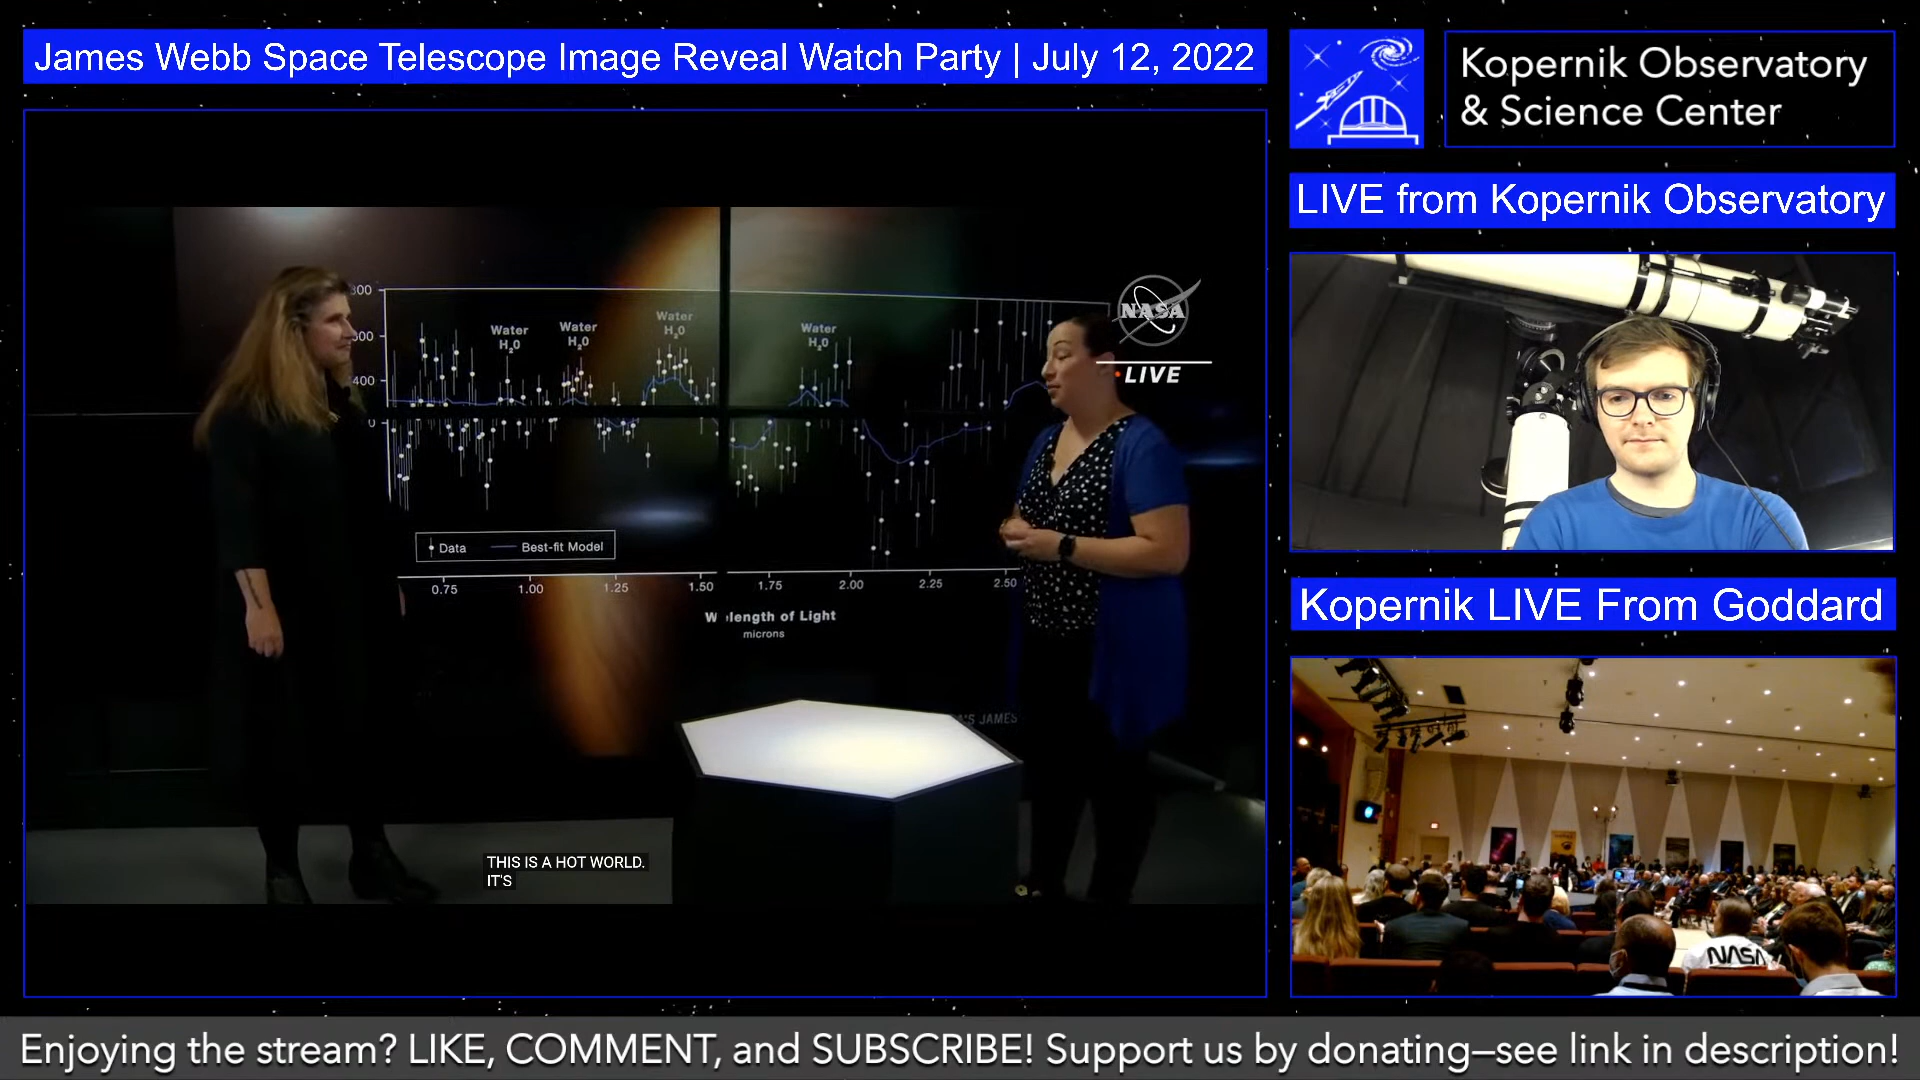 James Webb Space Telescope Image Reveal Watch Party | July 12, 2022
Kopernik Observatory
& Science Center
LIVE from Kopernik Observatory
Kopernik LIVE From Goddard
NASA
LIVE
Water
H2O
Water
H2O
Water
H2O
Water
H2O
400
0
Data
Best-fit Model
0.75
1.00
1.25
1.50
1.75
2.00
2.25
2.50
length of Light
microns
'S JAMES
THIS IS A HOT WORLD.
IT'S
NASA
Enjoying the stream? LIKE, COMMENT, and SUBSCRIBE! Support us by donating—see link in description!